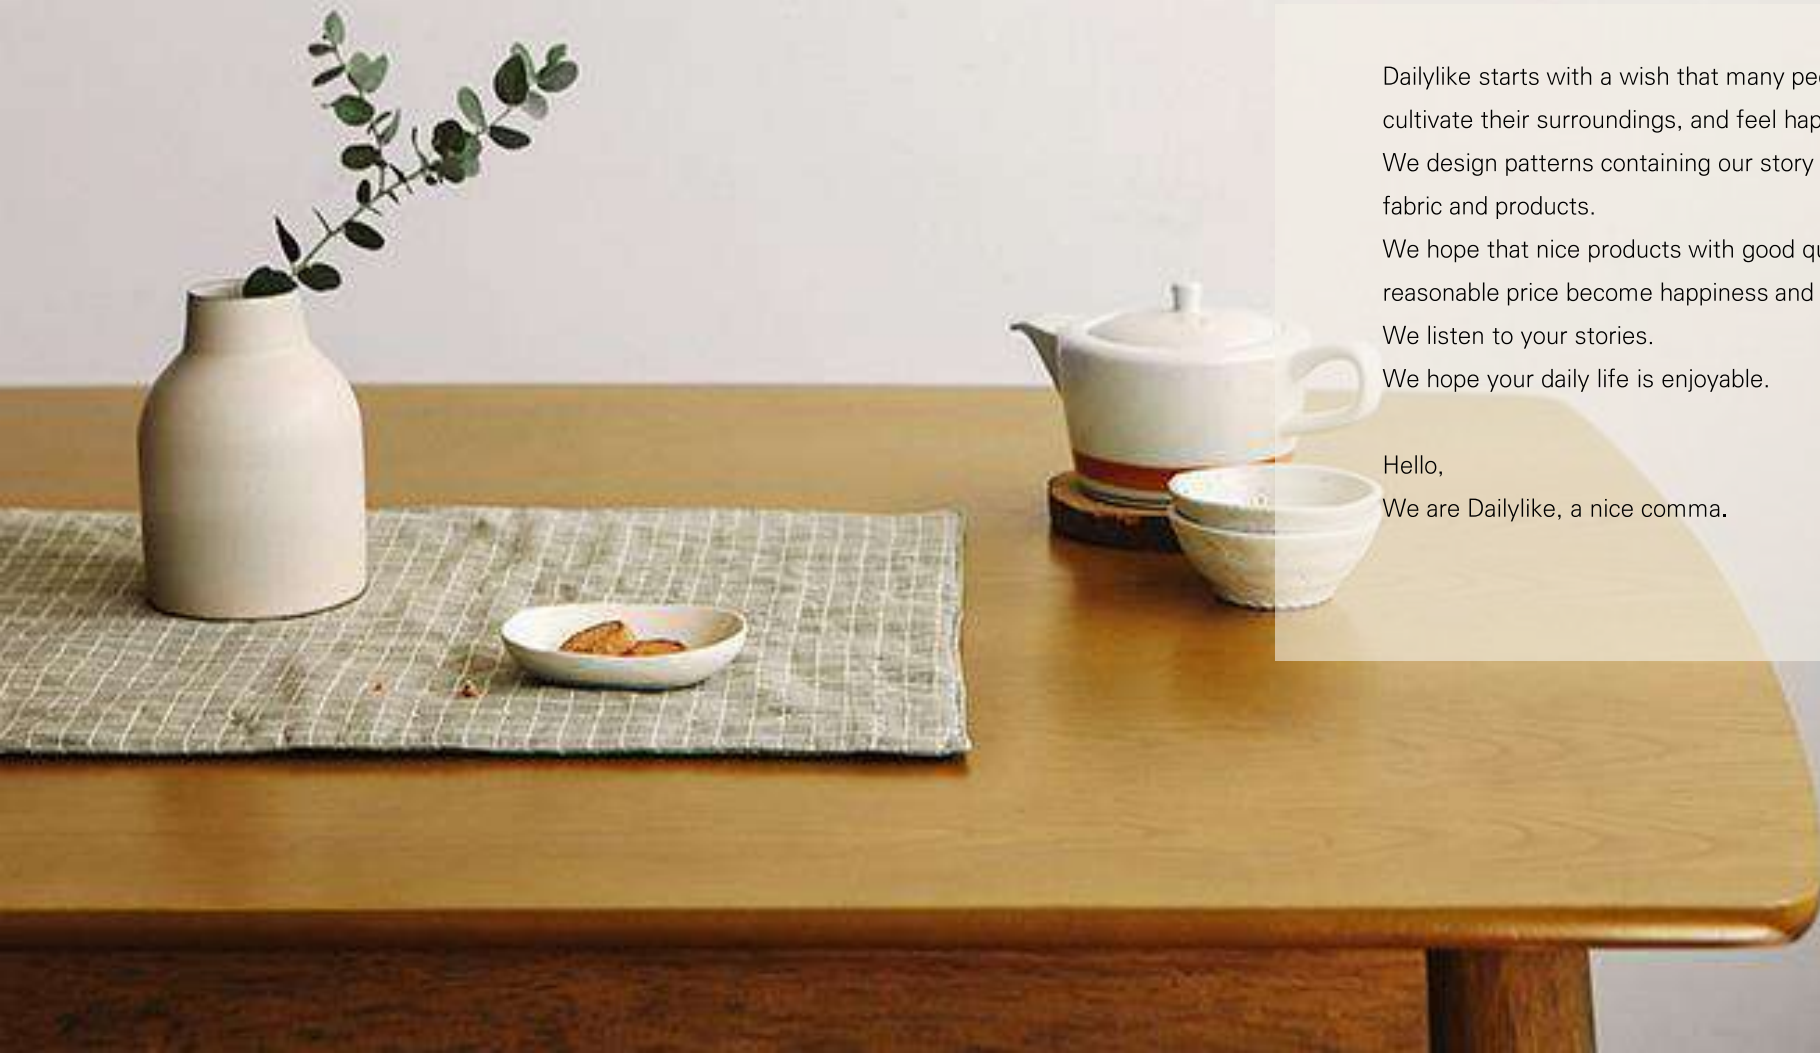 Dailylike starts with a wish that many
cultivate their surroundings, and feel
We design patterns containing our story
fabric and products.
We hope that nice products with good
reasonable price become happiness and
We listen to your stories.
We hope your daily life is enjoyable.
Hello,
We are Dailylike, a nice comma.